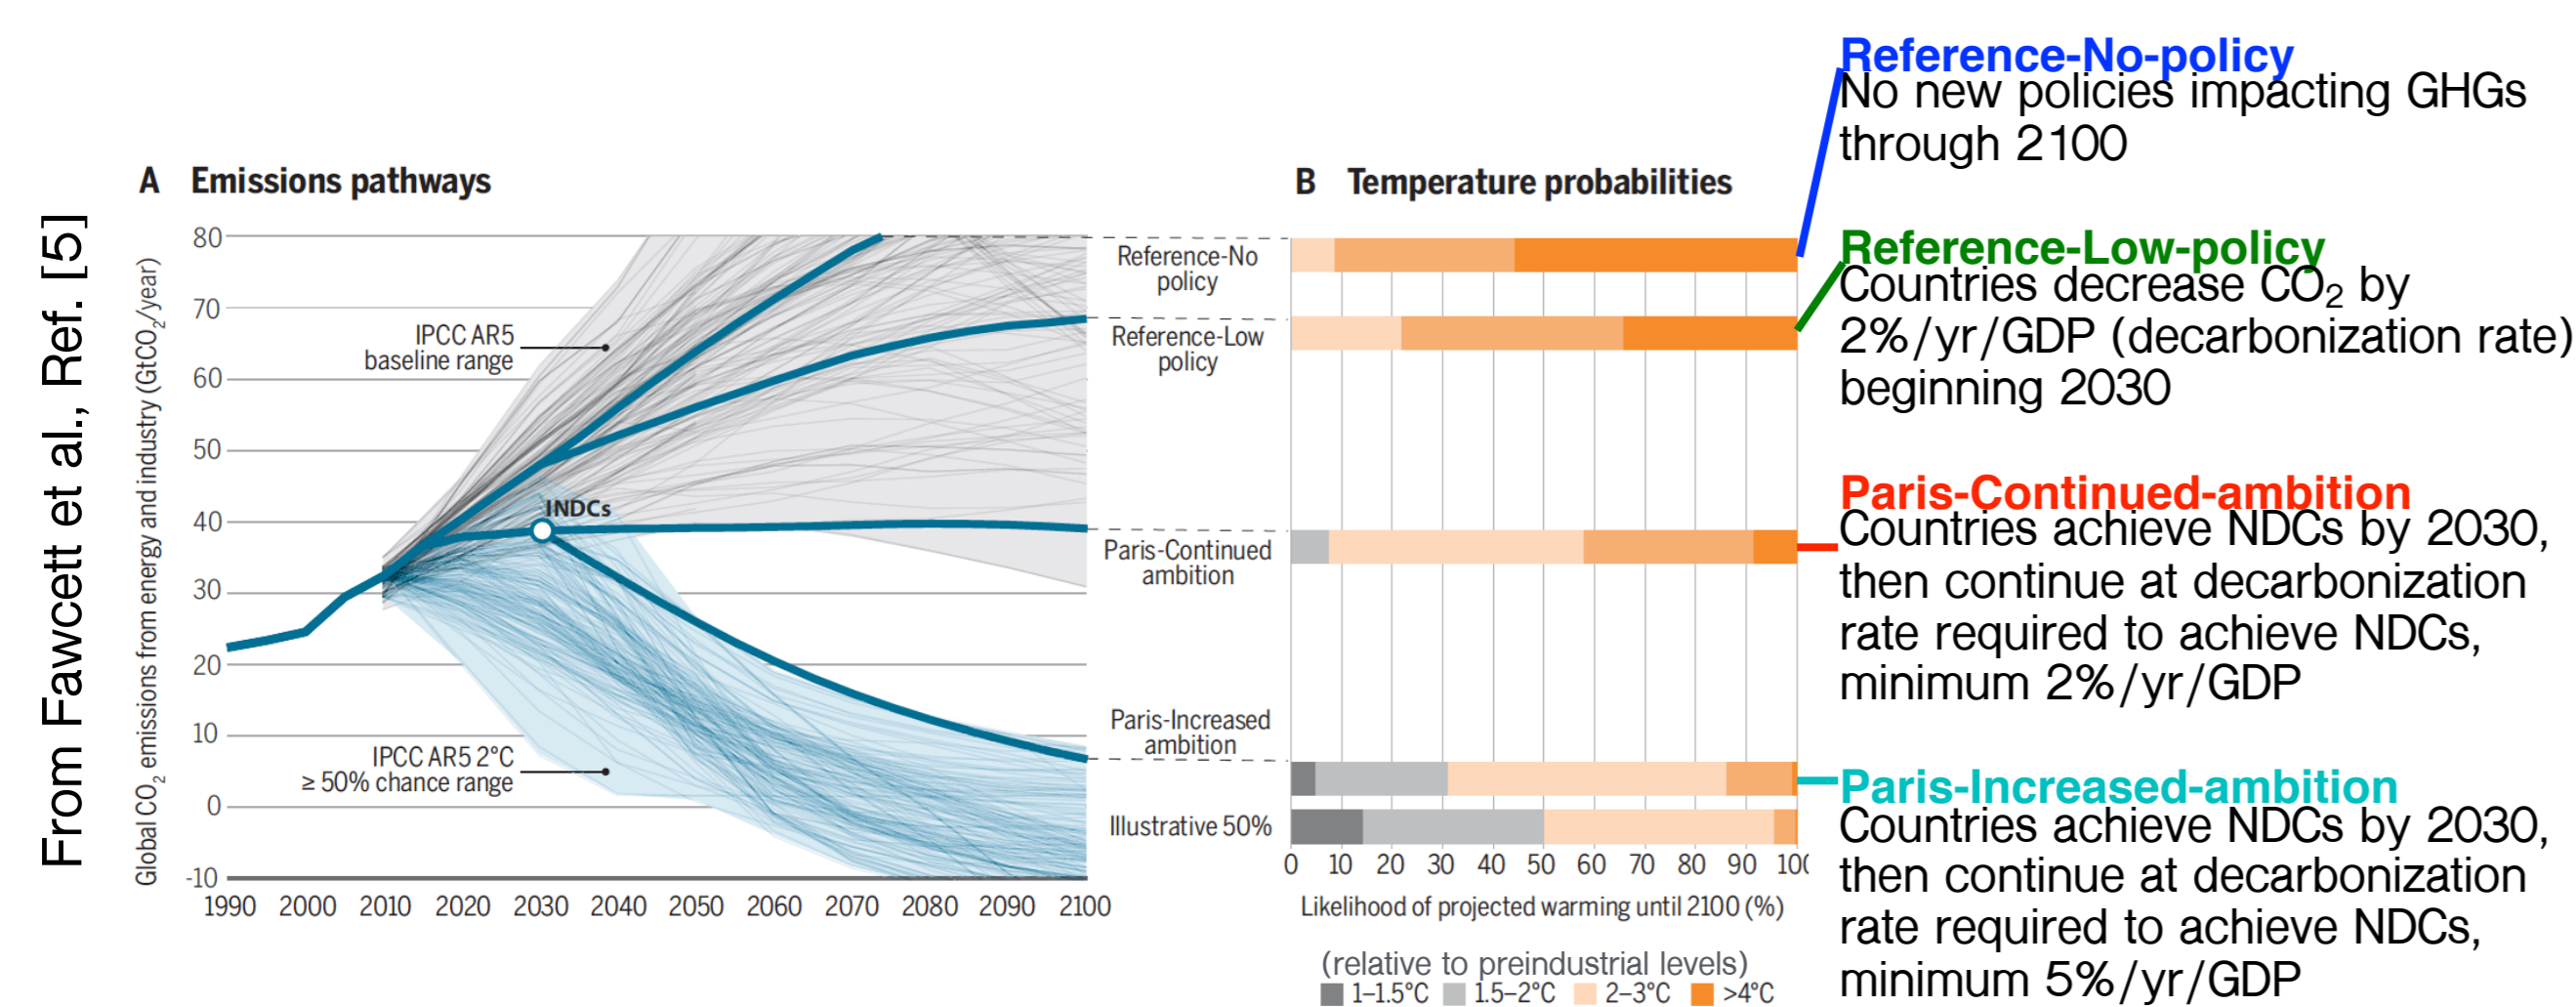 From Fawcett et al., Ref. [5]
A Emissions pathways
Global CO₂ emissions from energy and industry (GtCO₂/year)
80
70
60
50
40
30
20
10
0
-10
IPCC AR5
baseline range
INDCs
IPCC AR5 2°C
≥ 50% chance range
1990 2000 2010 2020 2030 2040 2050 2060 2070 2080 2090 2100
B Temperature probabilities
Reference-No
policy
Reference-Low
policy
Paris-Continued
ambition
Paris-Increased
ambition
Illustrative 50%
0 10 20 30 40 50 60 70 80 90 100
Likelihood of projected warming until 2100 (%)
(relative to preindustrial levels)
1–1.5°C 1.5–2°C 2–3°C >4°C
Reference-No-policy
No new policies impacting GHGs
through 2100
Reference-Low-policy
Countries decrease CO₂ by
2%/yr/GDP (decarbonization rate)
beginning 2030
Paris-Continued-ambition
Countries achieve NDCs by 2030,
then continue at decarbonization
rate required to achieve NDCs,
minimum 2%/yr/GDP
Paris-Increased-ambition
Countries achieve NDCs by 2030,
then continue at decarbonization
rate required to achieve NDCs,
minimum 5%/yr/GDP